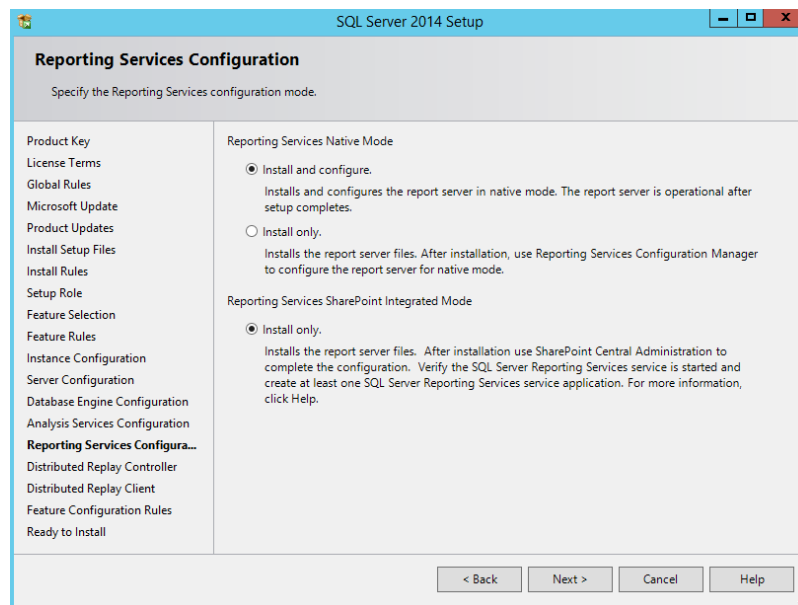 SQL Server 2014 Setup
Reporting Services Configuration
Specify the Reporting Services configuration mode.
Product Key
License Terms
Global Rules
Microsoft Update
Product Updates
Install Setup Files
Install Rules
Setup Role
Feature Selection
Feature Rules
Instance Configuration
Server Configuration
Database Engine Configuration
Analysis Services Configuration
Reporting Services Configura...
Distributed Replay Controller
Distributed Replay Client
Feature Configuration Rules
Ready to Install
Reporting Services Native Mode
Install and configure.
Installs and configures the report server in native mode. The report server is operational after
setup completes.
Install only.
Installs the report server files. After installation, use Reporting Services Configuration Manager
to configure the report server for native mode.
Reporting Services SharePoint Integrated Mode
Install only.
Installs the report server files. After installation use SharePoint Central Administration to
complete the configuration. Verify the SQL Server Reporting Services service is started and
create at least one SQL Server Reporting Services service application. For more information,
click Help.
< Back
Next >
Cancel
Help